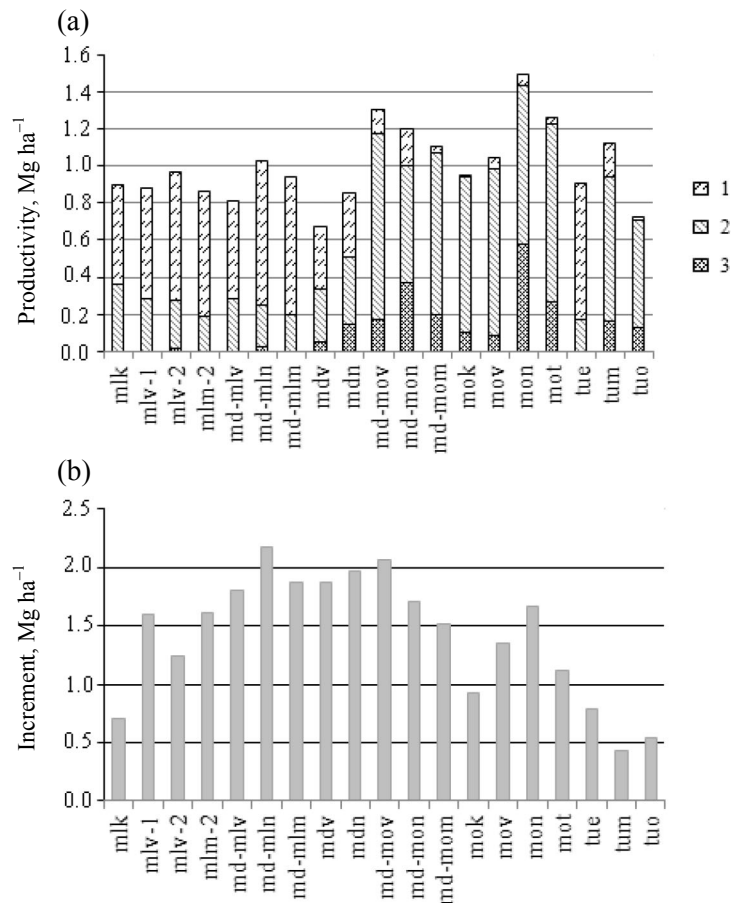 (a)
Productivity, Mg ha⁻¹
1.6
1.4
1.2
1.0
0.8
0.6
0.4
0.2
0.0
mlk
mlv-1
mlv-2
mlm-2
md-mlv
md-mln
md-mlm
mdv
mdn
md-mov
md-mon
md-mom
mok
mov
mon
mot
tue
tum
tuo
1
2
3
(b)
Increment, Mg ha⁻¹
2.5
2.0
1.5
1.0
0.5
0.0
mlk
mlv-1
mlv-2
mlm-2
md-mlv
md-mln
md-mlm
mdv
mdn
md-mov
md-mon
md-mom
mok
mov
mon
mot
tue
tum
tuo